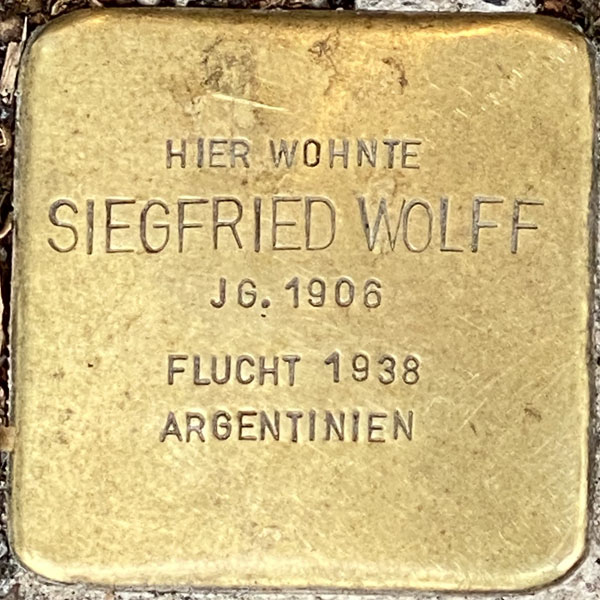 HIER WOHNTE
SIEGFRIED WOLFF
JG. 1906
FLUCHT 1938
ARGENTINIEN